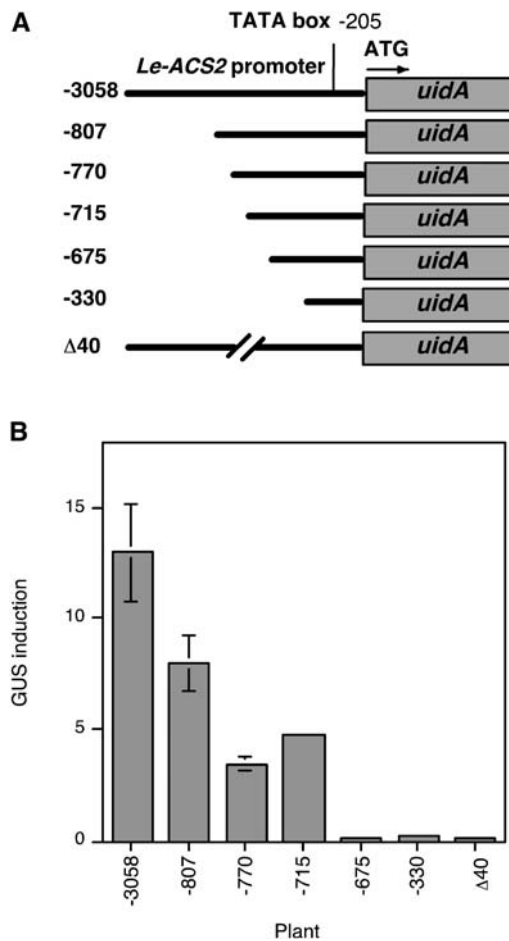 A
TATA box -205
ATG
Le-ACS2 promoter
-3058 uidA
-807 uidA
-770 uidA
-715 uidA
-675 uidA
-330 uidA
Δ40 uidA
B
GUS induction
15
10
5
0
-3058 -807 -770 -715 -675 -330 Δ40
Plant